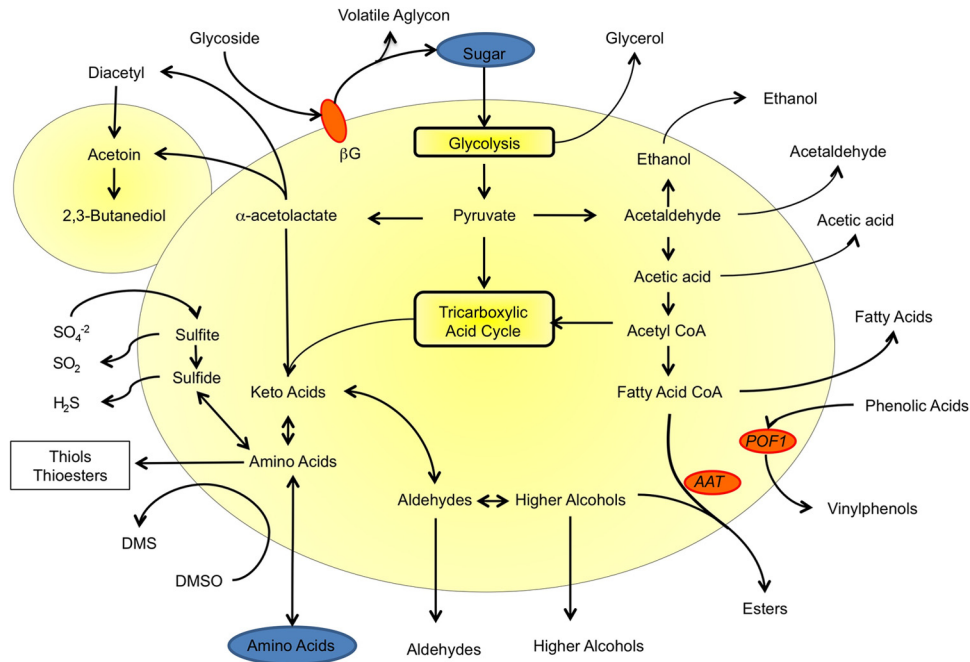 Volatile Aglycon
Glycoside
Sugar
Glycerol
Diacetyl
Ethanol
βG
Glycolysis
Acetoin
Ethanol
Acetaldehyde
2,3-Butanediol
α-acetolactate
Pyruvate
Acetaldehyde
Acetic acid
Acetic acid
SO₄⁻²
Sulfite
Tricarboxylic
Acid Cycle
Acetyl CoA
Fatty Acids
SO₂
Sulfide
Keto Acids
Fatty Acid CoA
H₂S
Phenolic Acids
POF1
Thiols
Thioesters
Amino Acids
AAT
Aldehydes
Higher Alcohols
Vinylphenols
DMS
DMSO
Esters
Amino Acids
Aldehydes
Higher Alcohols